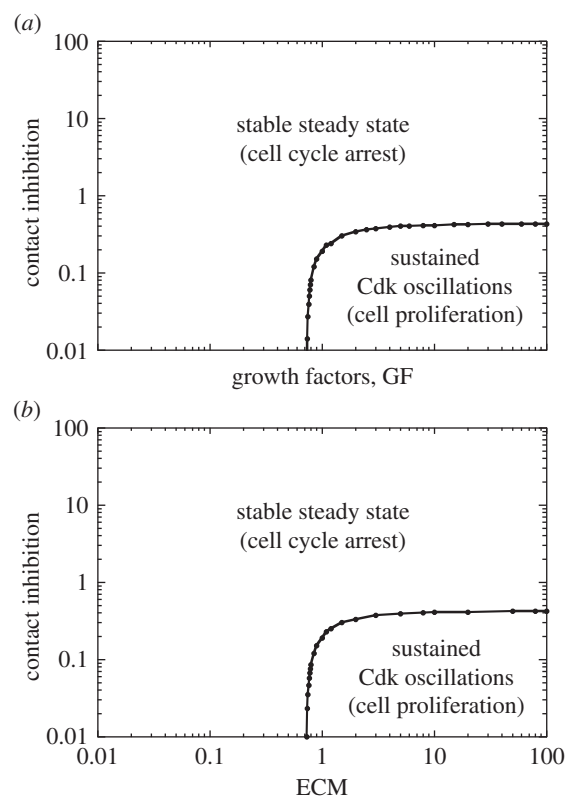 (a)
100
10
1
0.1
0.01
contact inhibition
stable steady state
(cell cycle arrest)
sustained
Cdk oscillations
(cell proliferation)
growth factors, GF
(b)
100
10
1
0.1
0.01
contact inhibition
stable steady state
(cell cycle arrest)
sustained
Cdk oscillations
(cell proliferation)
0.01 0.1 1 10 100
ECM